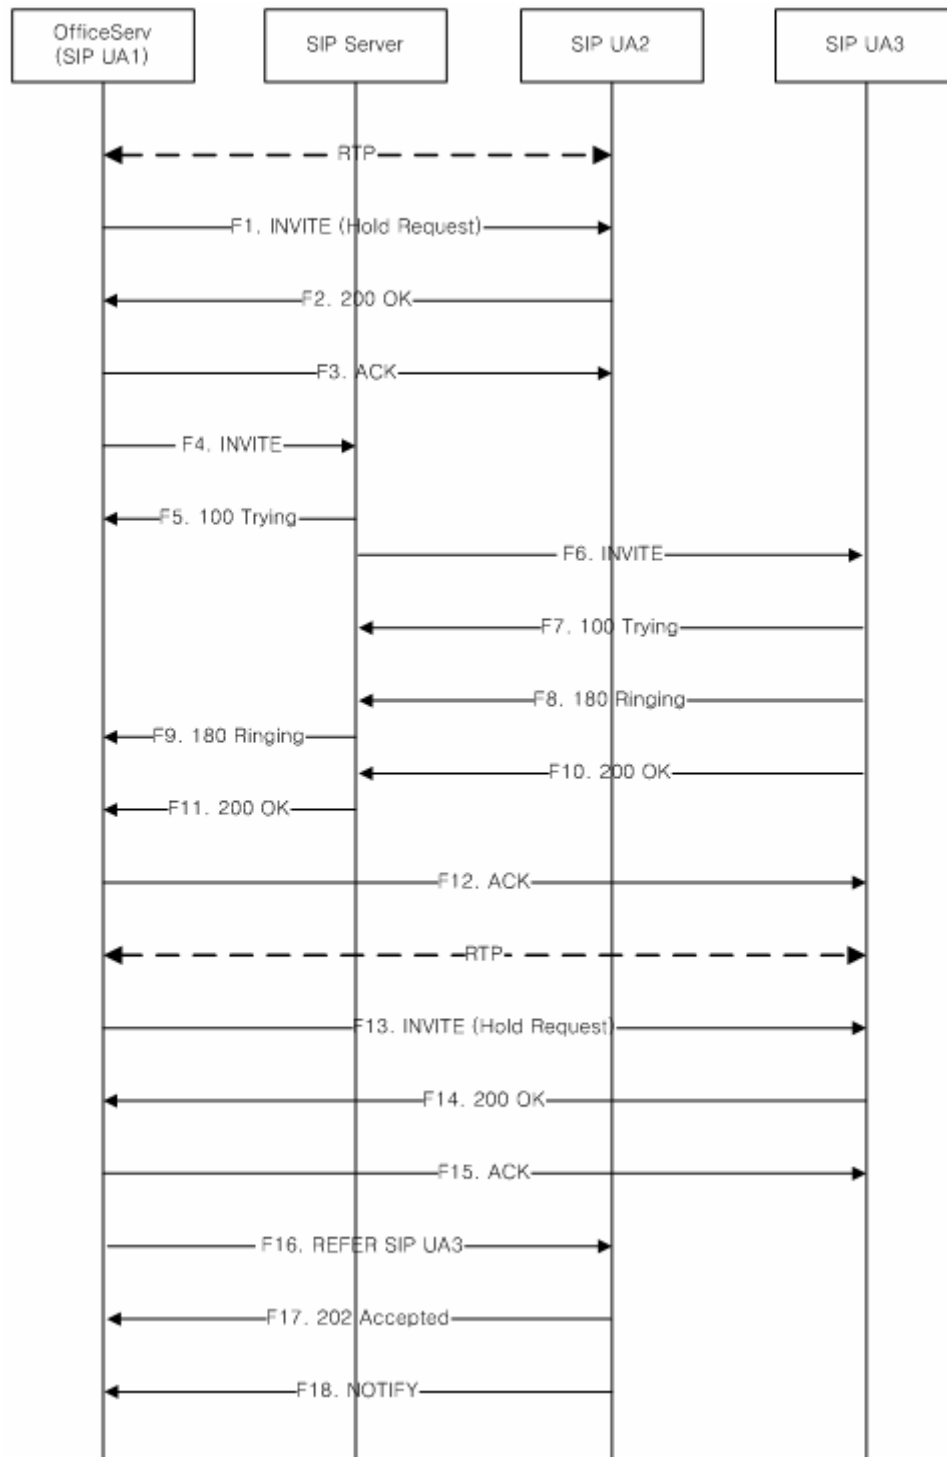 OfficeServ
(SIP UA1)
SIP Server
SIP UA2
SIP UA3
RTP
F1. INVITE (Hold Request)
F2. 200 OK
F3. ACK
F4. INVITE
F5. 100 Trying
F6. INVITE
F7. 100 Trying
F8. 180 Ringing
F9. 180 Ringing
F10. 200 OK
F11. 200 OK
F12. ACK
RTP
F13. INVITE (Hold Request)
F14. 200 OK
F15. ACK
F16. REFER SIP UA3
F17. 202 Accepted
F18. NOTIFY